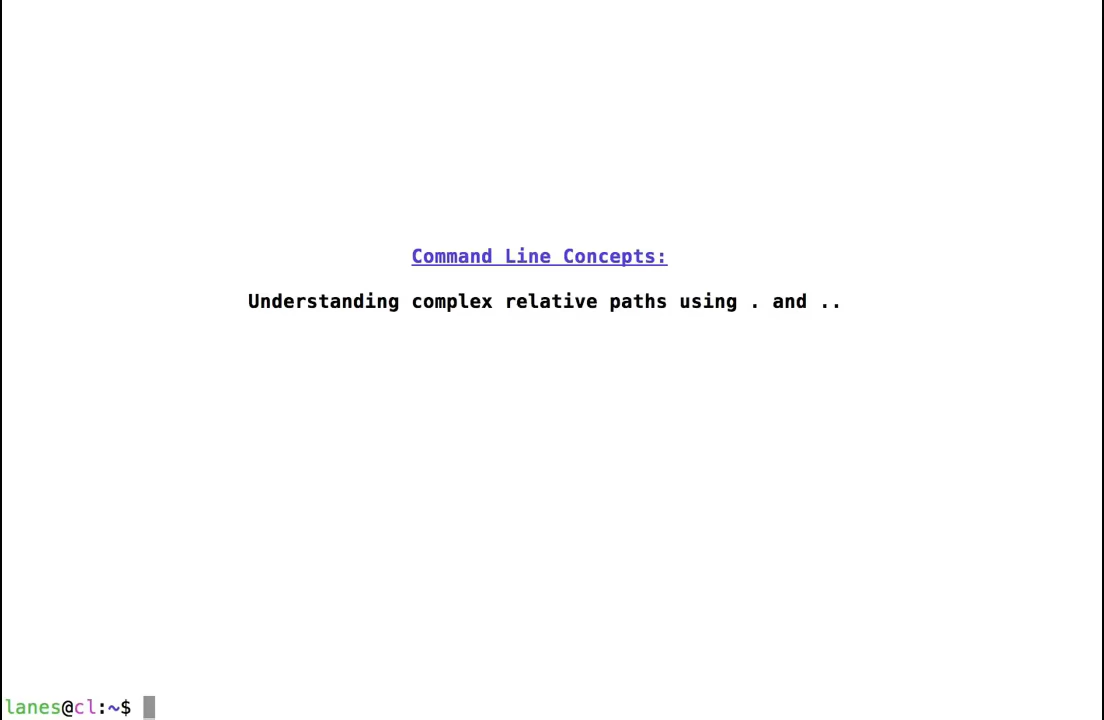 Command Line Concepts:
Understanding complex relative paths using . and ..
lanes@cl:~$